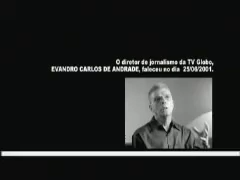 O diretor de jornalismo da TV Globo,
EVANDRO CARLOS DE ANDRADE, faleceu no dia 25/06/2001.